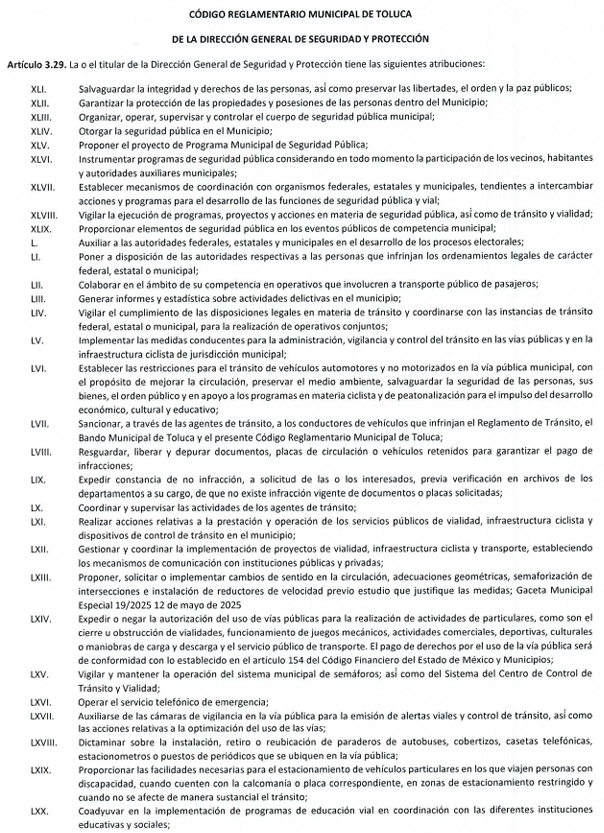 CÓDIGO REGLAMENTARIO MUNICIPAL DE TOLUCA
DE LA DIRECCIÓN GENERAL DE SEGURIDAD Y PROTECCIÓN
Artículo 3.29. La o el titular de la Dirección General de Seguridad y Protección tiene las siguientes atribuciones:
XLI. Salvaguardar la integridad y derechos de las personas, así como preservar las libertades, el orden y la paz públicos;
XLII. Garantizar la protección de las propiedades y posesiones de las personas dentro del Municipio;
XLIII. Organizar, operar, supervisar y controlar el cuerpo de seguridad pública municipal;
XLIV. Otorgar la seguridad pública en el Municipio;
XLV. Proponer el proyecto de Programa Municipal de Seguridad Pública;
XLVI. Instrumentar programas de seguridad pública considerando en todo momento la participación de los vecinos, habitantes
y autoridades auxiliares municipales;
XLVII. Establecer mecanismos de coordinación con organismos federales, estatales y municipales, tendientes a intercambiar
acciones y programas para el desarrollo de las funciones de seguridad pública y vial;
XLVIII. Vigilar la ejecución de programas, proyectos y acciones en materia de seguridad pública, así como de tránsito y vialidad;
XLIX. Proporcionar elementos de seguridad pública en los eventos públicos de competencia municipal;
L. Auxiliar a las autoridades federales, estatales y municipales en el desarrollo de los procesos electorales;
LI. Poner a disposición de las autoridades respectivas a las personas que infrinjan los ordenamientos legales de carácter
federal, estatal o municipal;
LII. Colaborar en el ámbito de su competencia en operativos que involucren a transporte público de pasajeros;
LIII. Generar informes y estadística sobre actividades delictivas en el municipio;
LIV. Vigilar el cumplimiento de las disposiciones legales en materia de tránsito y coordinarse con las instancias de tránsito
federal, estatal o municipal, para la realización de operativos conjuntos;
LV. Implementar las medidas conducentes para la administración, vigilancia y control del tránsito en las vías públicas y en la
infraestructura ciclista de jurisdicción municipal;
LVI. Establecer las restricciones para el tránsito de vehículos automotores y no motorizados en la vía pública municipal, con
el propósito de mejorar la circulación, preservar el medio ambiente, salvaguardar la seguridad de las personas, sus
bienes, el orden público y en apoyo a los programas en materia ciclista y de peatonalización para el impulso del desarrollo
económico, cultural y educativo;
LVII. Sancionar, a través de las agentes de tránsito, a los conductores de vehículos que infrinjan el Reglamento de Tránsito, el
Bando Municipal de Toluca y el presente Código Reglamentario Municipal de Toluca;
LVIII. Resguardar, liberar y depurar documentos, placas de circulación o vehículos retenidos para garantizar el pago de
infracciones;
LIX. Expedir constancia de no infracción, a solicitud de las o los interesados, previa verificación en archivos de los
departamentos a su cargo, de que no existe infracción vigente de documentos o placas solicitadas;
LX. Coordinar y supervisar las actividades de los agentes de tránsito;
LXI. Realizar acciones relativas a la prestación y operación de los servicios públicos de vialidad, infraestructura ciclista y
dispositivos de control de tránsito en el municipio;
LXII. Gestionar y coordinar la implementación de proyectos de vialidad, infraestructura ciclista y transporte, estableciendo
los mecanismos de comunicación con instituciones públicas y privadas;
LXIII. Proponer, solicitar o implementar cambios de sentido en la circulación, adecuaciones geométricas, semaforización de
intersecciones e instalación de reductores de velocidad previo estudio que justifique las medidas; Gaceta Municipal
Especial 19/2025 12 de mayo de 2025
LXIV. Expedir o negar la autorización del uso de vías públicas para la realización de actividades de particulares, como son el
cierre u obstrucción de vialidades, funcionamiento de juegos mecánicos, actividades comerciales, deportivas, culturales
o maniobras de carga y descarga y el servicio público de transporte. El pago de derechos por el uso de la vía pública será
de conformidad con lo establecido en el artículo 154 del Código Financiero del Estado de México y Municipios;
LXV. Vigilar y mantener la operación del sistema municipal de semáforos; así como del Sistema del Centro de Control de
Tránsito y Vialidad;
LXVI. Operar el servicio telefónico de emergencia;
LXVII. Auxiliarse de las cámaras de vigilancia en la vía pública para la emisión de alertas viales y control de tránsito, así como
las acciones relativas a la optimización del uso de las vías;
LXVIII. Dictaminar sobre la instalación, retiro o reubicación de paraderos de autobuses, cobertizos, casetas telefónicas,
estacionometros o puestos de periódicos que se ubiquen en la vía pública;
LXIX. Proporcionar las facilidades necesarias para el estacionamiento de vehículos particulares en los que viajen personas con
discapacidad, cuando cuenten con la calcomanía o placa correspondiente, en zonas de estacionamiento restringido y
cuando no se afecte de manera sustancial el tránsito;
LXX. Coadyuvar en la implementación de programas de educación vial en coordinación con las diferentes instituciones
educativas y sociales;